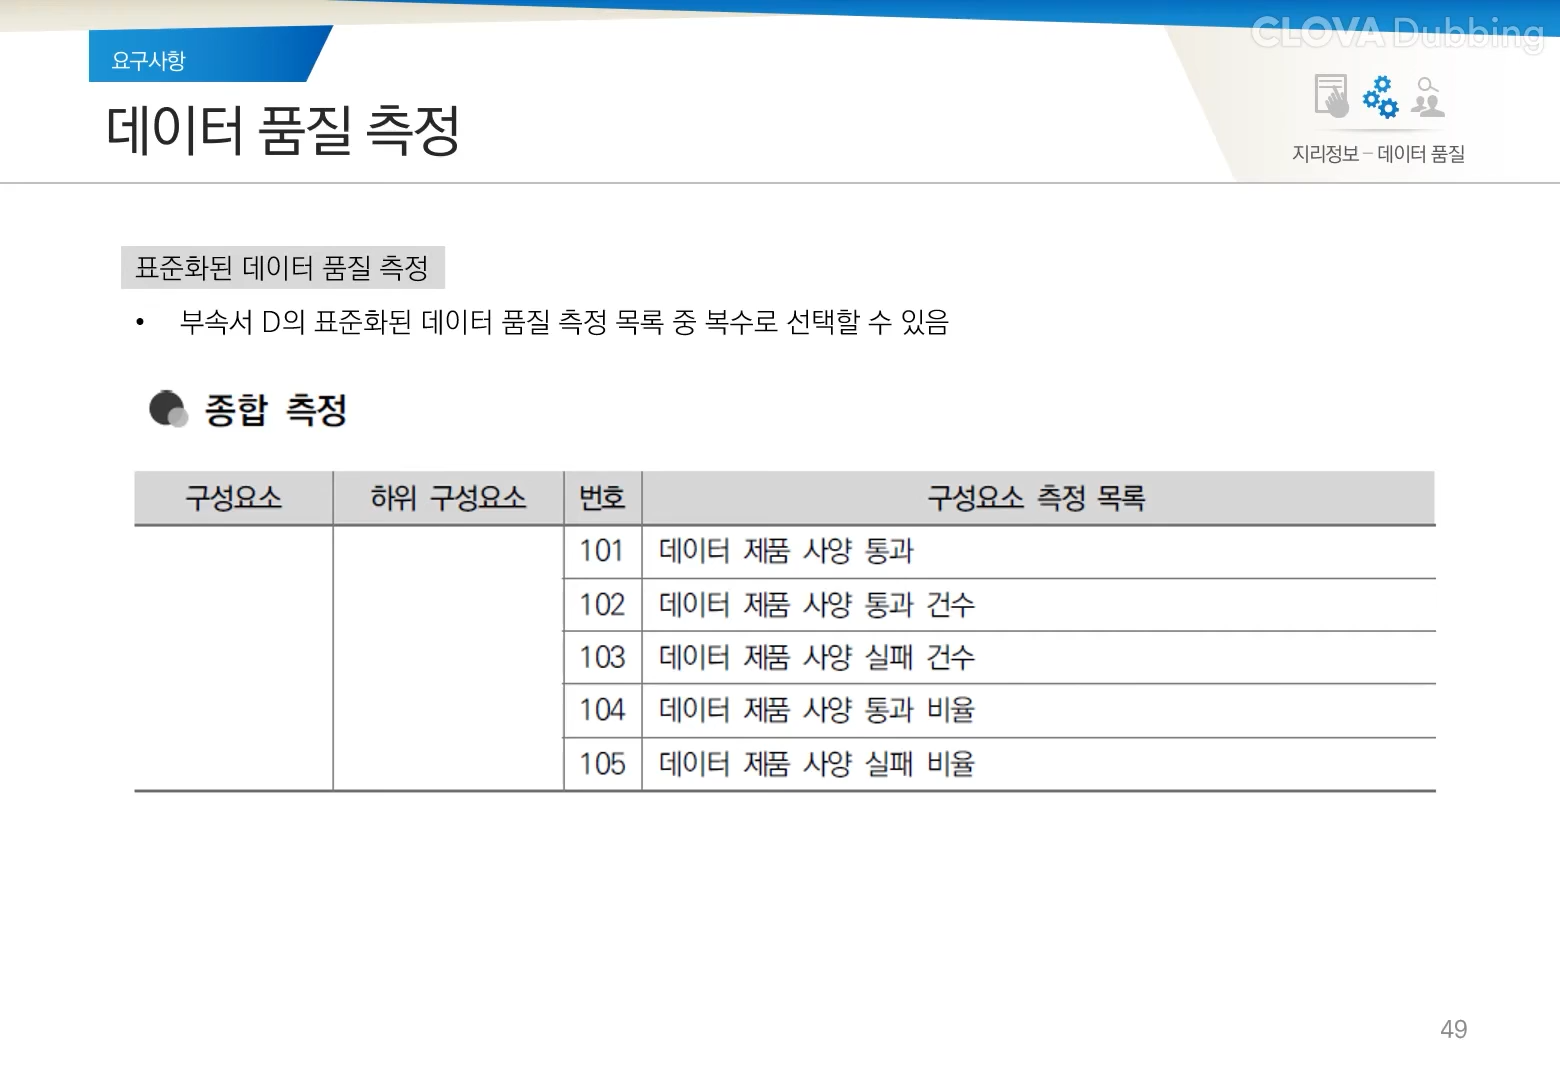 CLOVA Dubbing
요구사항
데이터 품질 측정
지리정보 – 데이터 품질
표준화된 데이터 품질 측정
• 부속서 D의 표준화된 데이터 품질 측정 목록 중 복수로 선택할 수 있음
종합 측정
구성요소 하위 구성요소 번호 구성요소 측정 목록
101 데이터 제품 사양 통과
102 데이터 제품 사양 통과 건수
103 데이터 제품 사양 실패 건수
104 데이터 제품 사양 통과 비율
105 데이터 제품 사양 실패 비율
49